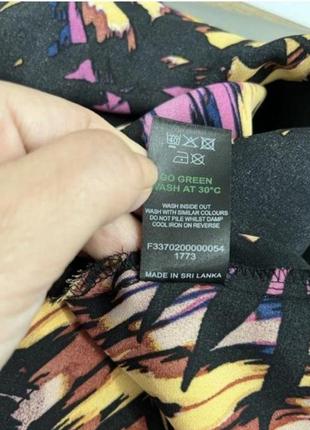 GO GREEN
WASH AT 30°C
WASH INSIDE OUT
WASH WITH SIMILAR COLOURS
DO NOT PILE WHILST DAMP
COOL IRON ON REVERSE
F3370200000054
1773
MADE IN SRI LANKA